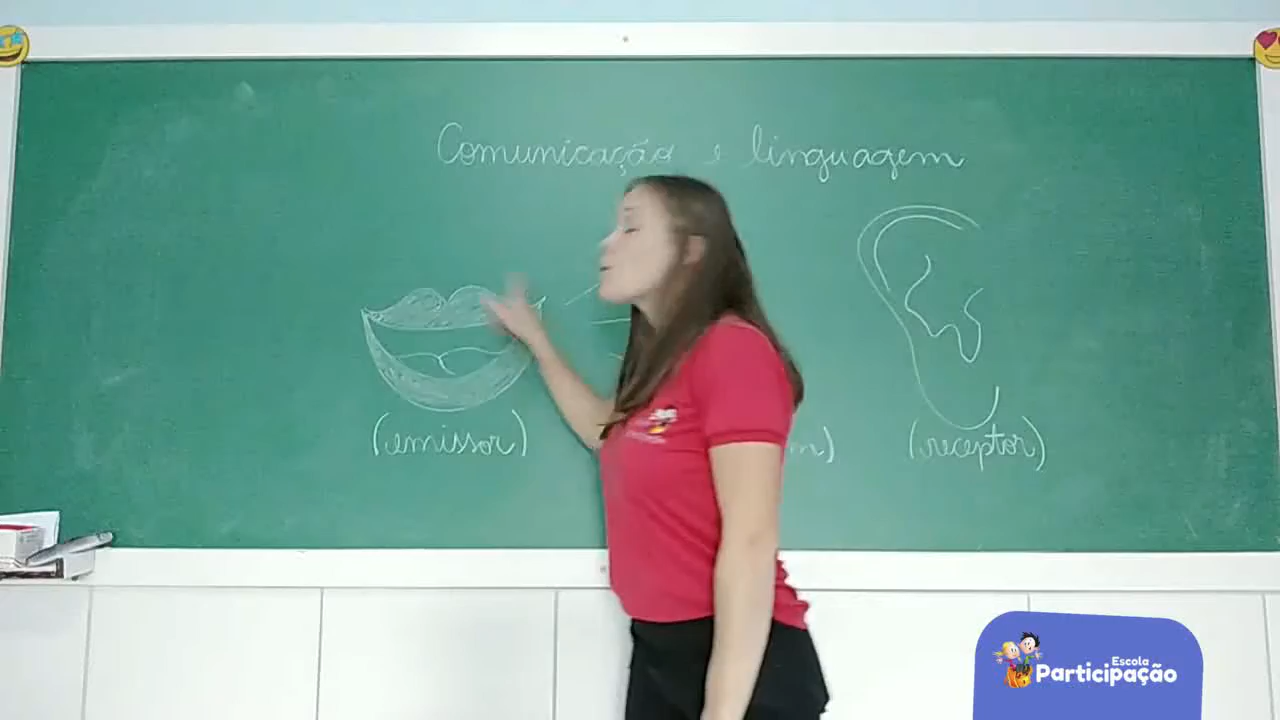 Comunicação e linguagem
(emissor)
m)
(receptor)
Escola
Participação